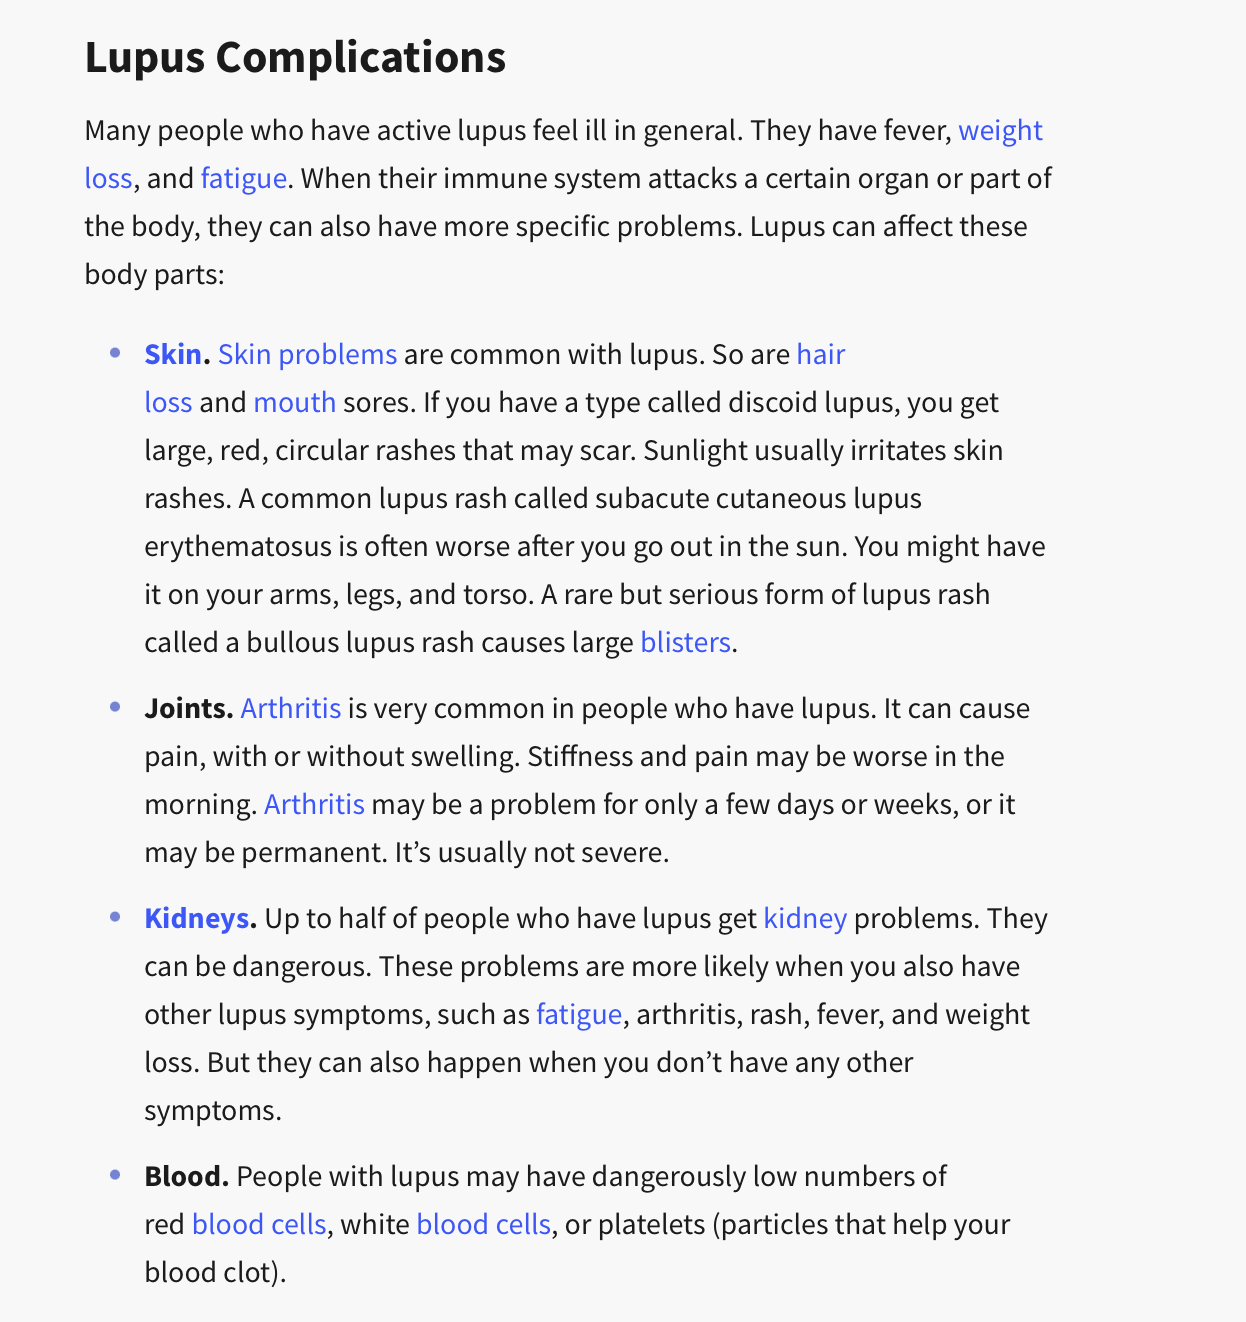 Lupus Complications
Many people who have active lupus feel ill in general. They have fever, weight
loss, and fatigue. When their immune system attacks a certain organ or part of
the body, they can also have more specific problems. Lupus can affect these
body parts:
• Skin. Skin problems are common with lupus. So are hair
loss and mouth sores. If you have a type called discoid lupus, you get
large, red, circular rashes that may scar. Sunlight usually irritates skin
rashes. A common lupus rash called subacute cutaneous lupus
erythematosus is often worse after you go out in the sun. You might have
it on your arms, legs, and torso. A rare but serious form of lupus rash
called a bullous lupus rash causes large blisters.
• Joints. Arthritis is very common in people who have lupus. It can cause
pain, with or without swelling. Stiffness and pain may be worse in the
morning. Arthritis may be a problem for only a few days or weeks, or it
may be permanent. It’s usually not severe.
• Kidneys. Up to half of people who have lupus get kidney problems. They
can be dangerous. These problems are more likely when you also have
other lupus symptoms, such as fatigue, arthritis, rash, fever, and weight
loss. But they can also happen when you don’t have any other
symptoms.
• Blood. People with lupus may have dangerously low numbers of
red blood cells, white blood cells, or platelets (particles that help your
blood clot).